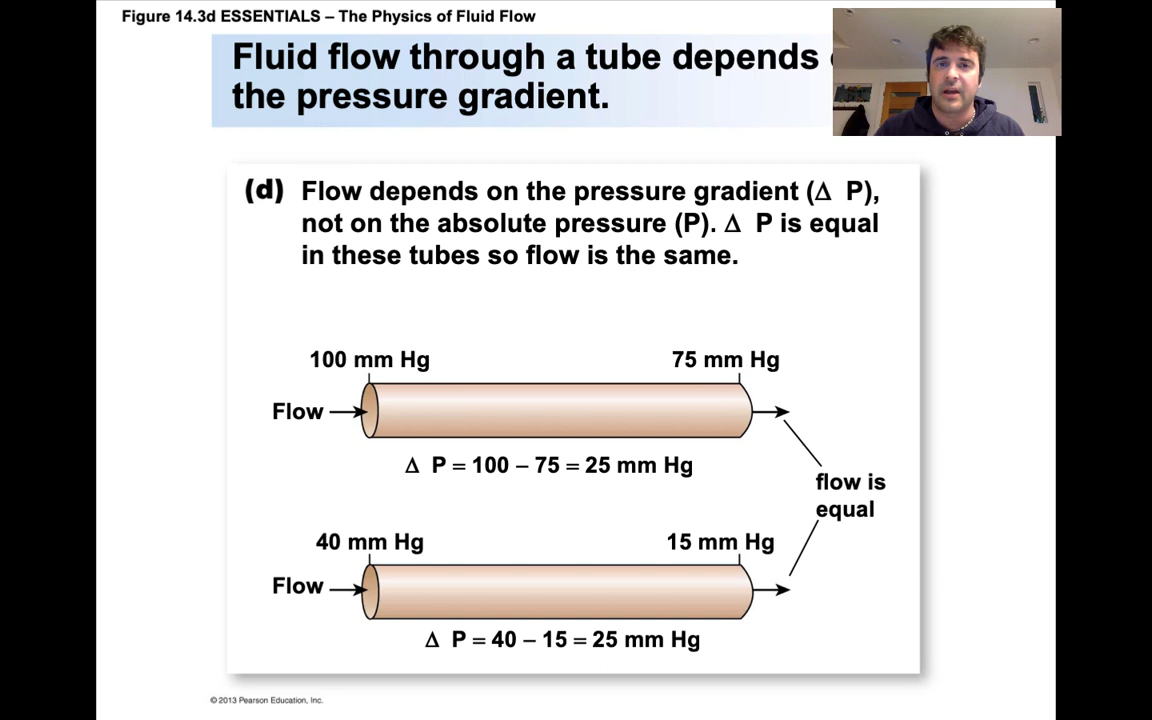 Figure 14.3d ESSENTIALS – The Physics of Fluid Flow
Fluid flow through a tube depends
the pressure gradient.
(d) Flow depends on the pressure gradient (Δ P),
not on the absolute pressure (P). Δ P is equal
in these tubes so flow is the same.
100 mm Hg
75 mm Hg
Flow
Δ P = 100 – 75 = 25 mm Hg
flow is
equal
40 mm Hg
15 mm Hg
Flow
Δ P = 40 – 15 = 25 mm Hg
© 2013 Pearson Education, Inc.